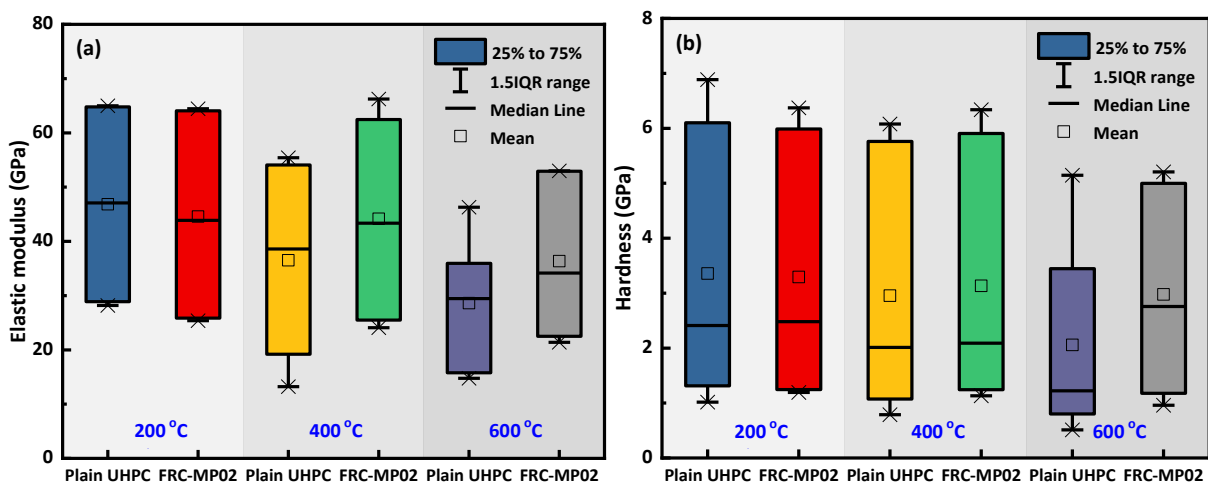 (a)
Elastic modulus (GPa)
80
60
40
20
0
25% to 75%
1.5IQR range
Median Line
Mean
200 °C
400 °C
600 °C
Plain UHPC FRC-MP02 Plain UHPC FRC-MP02 Plain UHPC FRC-MP02
(b)
Hardness (GPa)
8
6
4
2
0
25% to 75%
1.5IQR range
Median Line
Mean
200 °C
400 °C
600 °C
Plain UHPC FRC-MP02 Plain UHPC FRC-MP02 Plain UHPC FRC-MP02